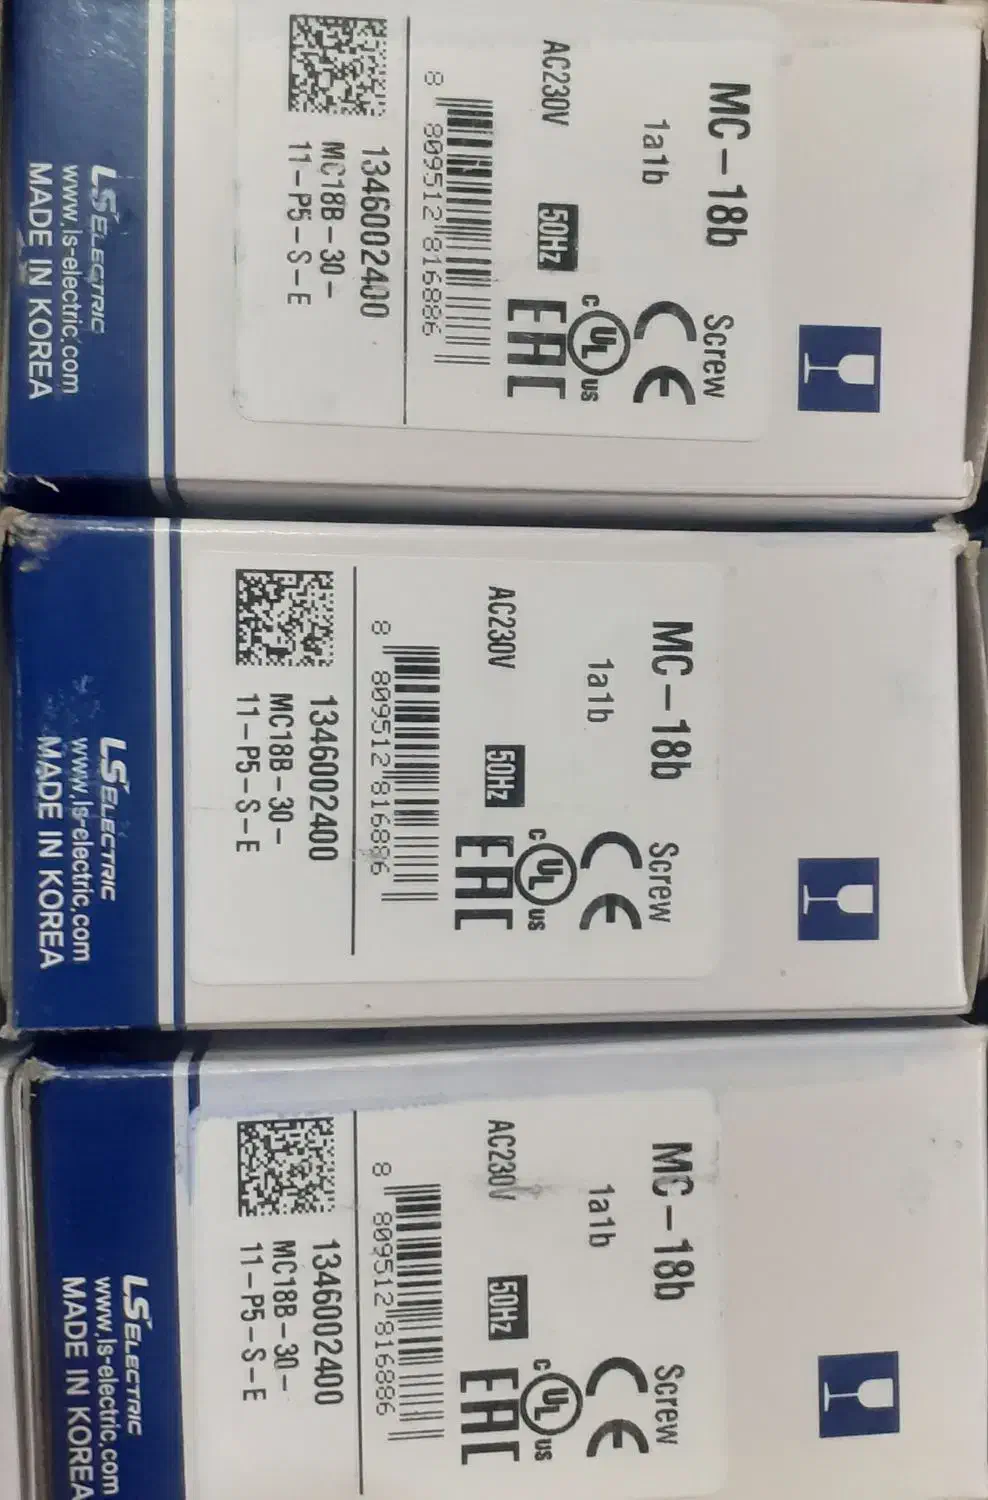 MC-18b Screw
1a1b
CE
c UL us
AC230V 50Hz EAC
8 809512 816886
1346002400
MC18B-30-
11-P5-S-E
LS ELECTRIC
www.ls-electric.com
MADE IN KOREA
MC-18b Screw
1a1b
CE
c UL us
AC230V 50Hz EAC
8 809512 816886
1346002400
MC18B-30-
11-P5-S-E
LS ELECTRIC
www.ls-electric.com
MADE IN KOREA
MC-18b Screw
1a1b
CE
c UL us
AC230V 50Hz EAC
8 809512 816886
1346002400
MC18B-30-
11-P5-S-E
LS ELECTRIC
www.ls-electric.com
MADE IN KOREA